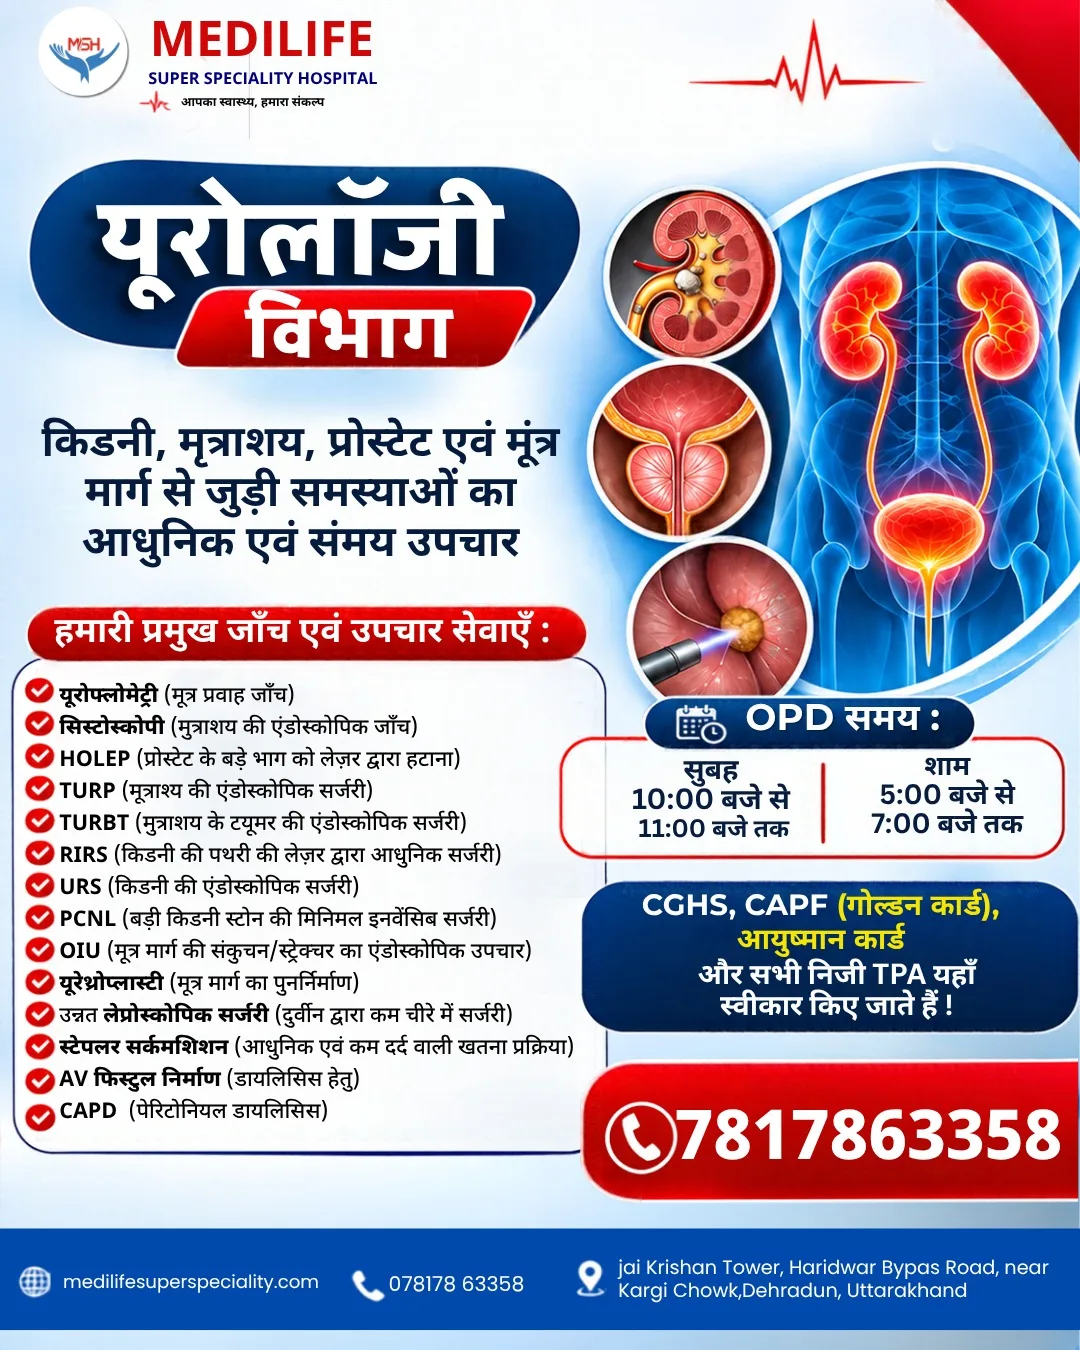 MSH
MEDILIFE
SUPER SPECIALITY HOSPITAL
आपका स्वास्थ्य, हमारा संकल्प
यूरोलॉजी
विभाग
किडनी, मृत्राशय, प्रोस्टेट एवं मूंत्र
मार्ग से जुड़ी समस्याओं का
आधुनिक एवं संमय उपचार
हमारी प्रमुख जाँच एवं उपचार सेवाएँ :
यूरोफ्लोमेट्री (मूत्र प्रवाह जाँच)
सिस्टोस्कोपी (मुत्राशय की एंडोस्कोपिक जाँच)
HOLEP (प्रोस्टेट के बड़े भाग को लेज़र द्वारा हटाना)
TURP (मूत्राश्य की एंडोस्कोपिक सर्जरी)
TURBT (मुत्राशय के टयूमर की एंडोस्कोपिक सर्जरी)
RIRS (किडनी की पथरी की लेज़र द्वारा आधुनिक सर्जरी)
URS (किडनी की एंडोस्कोपिक सर्जरी)
PCNL (बड़ी किडनी स्टोन की मिनिमल इनवेंसिब सर्जरी)
OIU (मूत्र मार्ग की संकुचन/स्ट्रेक्चर का एंडोस्कोपिक उपचार)
यूरेथ्रोप्लास्टी (मूत्र मार्ग का पुनर्निर्माण)
उन्नत लेप्रोस्कोपिक सर्जरी (दुर्वीन द्वारा कम चीरे में सर्जरी)
स्टेपलर सर्कमशिशन (आधुनिक एवं कम दर्द वाली खतना प्रक्रिया)
AV फिस्टुल निर्माण (डायलिसिस हेतु)
CAPD (पेरिटोनियल डायलिसिस)
OPD समय :
सुबह
10:00 बजे से
11:00 बजे तक
शाम
5:00 बजे से
7:00 बजे तक
CGHS, CAPF (गोल्डन कार्ड),
आयुष्मान कार्ड
और सभी निजी TPA यहाँ
स्वीकार किए जाते हैं !
7817863358
medilifesuperspeciality.com
078178 63358
jai Krishan Tower, Haridwar Bypas Road, near
Kargi Chowk,Dehradun, Uttarakhand